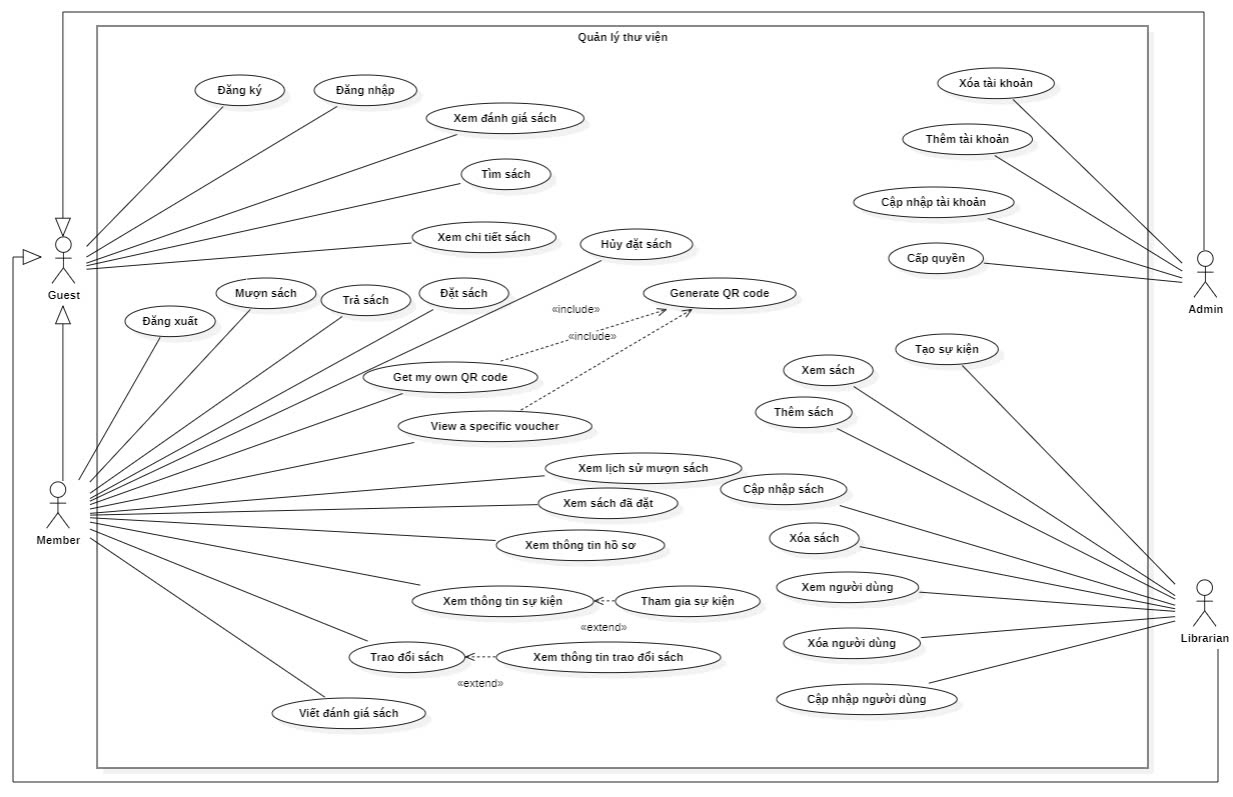 Quản lý thư viện
Đăng ký
Đăng nhập
Xem đánh giá sách
Tìm sách
Xem chi tiết sách
Hủy đặt sách
Xóa tài khoản
Thêm tài khoản
Cập nhập tài khoản
Cấp quyền
Guest
Admin
Mượn sách
Trả sách
Đặt sách
Generate QR code
Đăng xuất
«include»
«include»
Get my own QR code
View a specific voucher
Tạo sự kiện
Xem sách
Thêm sách
Xem lịch sử mượn sách
Cập nhập sách
Xem sách đã đặt
Member
Xem thông tin hồ sơ
Xóa sách
Xem người dùng
Xem thông tin sự kiện
Tham gia sự kiện
«extend»
Librarian
Xóa người dùng
Trao đổi sách
Xem thông tin trao đổi sách
«extend»
Cập nhập người dùng
Viết đánh giá sách